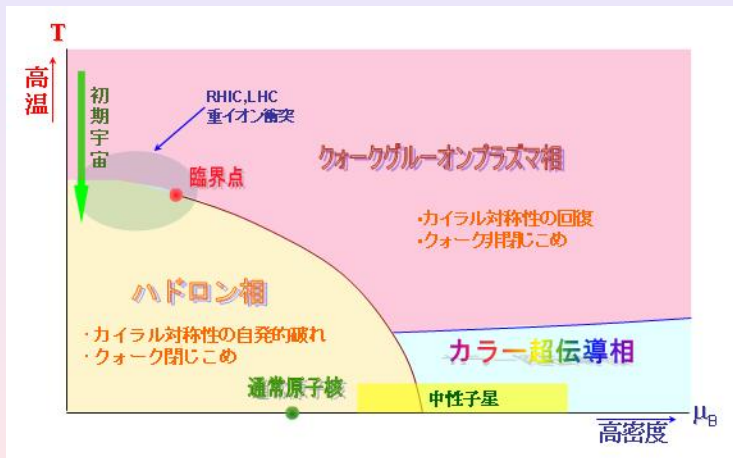 T
高温
初期宇宙
RHIC,LHC
重イオン衝突
クォークグルーオンプラズマ相
臨界点
・カイラル対称性の回復
・クォーク非閉じこめ
ハドロン相
・カイラル対称性の自発的破れ
・クォーク閉じこめ
カラー超伝導相
通常原子核
中性子星
μB
高密度